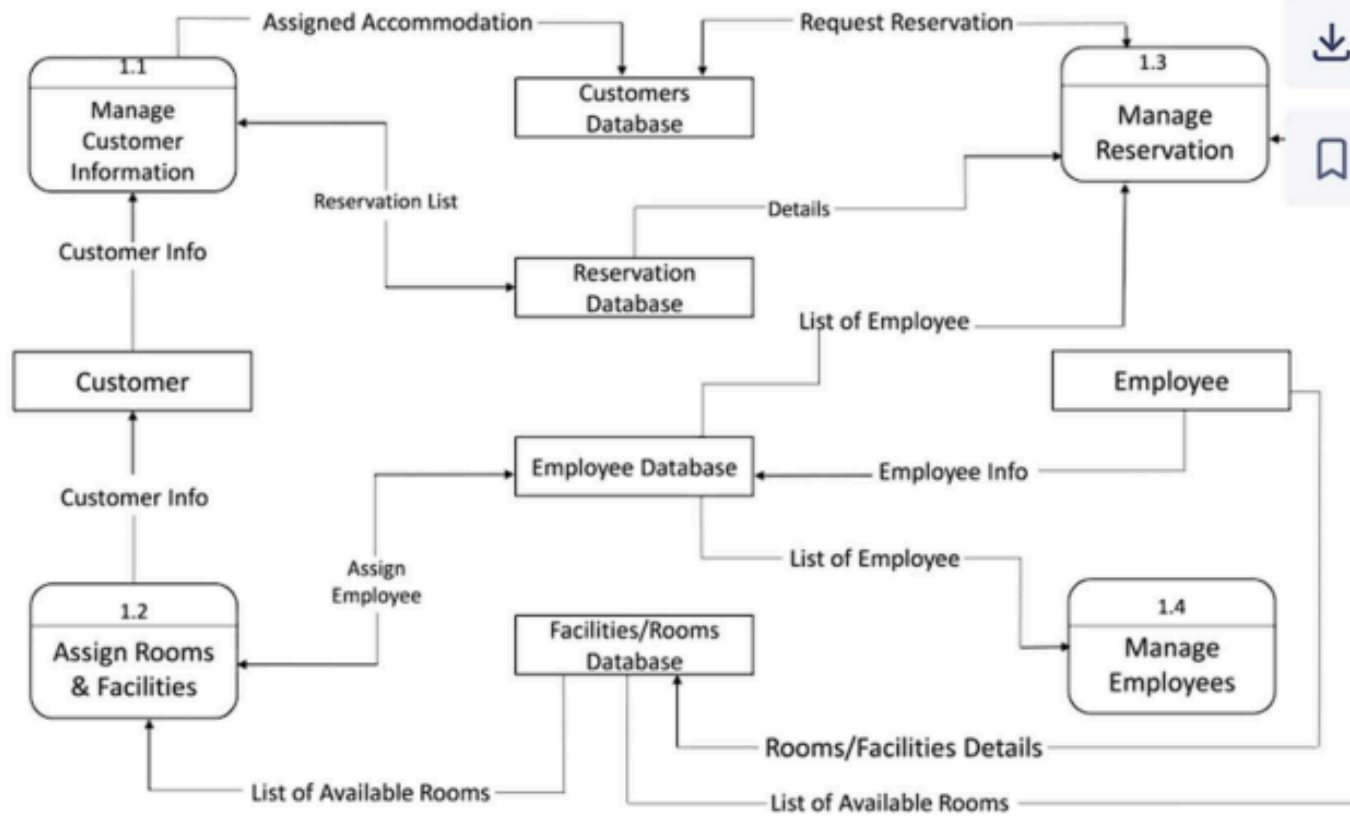 Assigned Accommodation
Request Reservation
1.1
Manage
Customer
Information
Customers
Database
1.3
Manage
Reservation
Reservation List
Details
Customer Info
Reservation
Database
List of Employee
Customer
Employee
Employee Database
Employee Info
Customer Info
List of Employee
Assign
Employee
1.2
Assign Rooms
& Facilities
Facilities/Rooms
Database
1.4
Manage
Employees
Rooms/Facilities Details
List of Available Rooms
List of Available Rooms